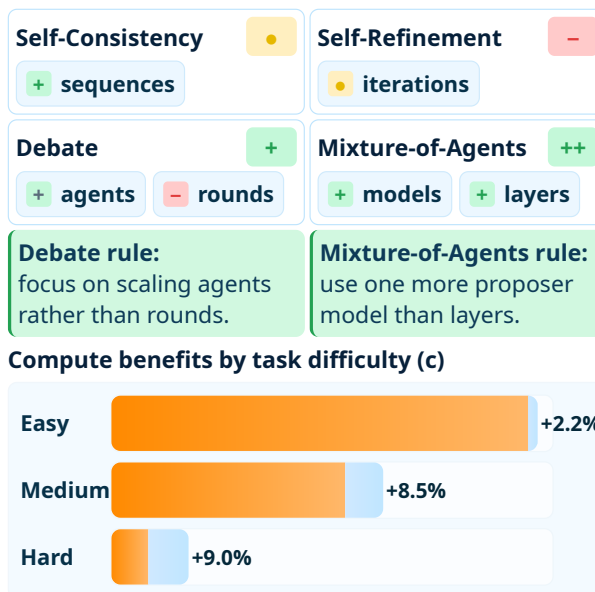 Self-Consistency ●
+ sequences
Self-Refinement −
● iterations
Debate +
+ agents − rounds
Mixture-of-Agents ++
+ models + layers
Debate rule:
focus on scaling agents
rather than rounds.
Mixture-of-Agents rule:
use one more proposer
model than layers.
Compute benefits by task difficulty (c)
Easy +2.2%
Medium +8.5%
Hard +9.0%